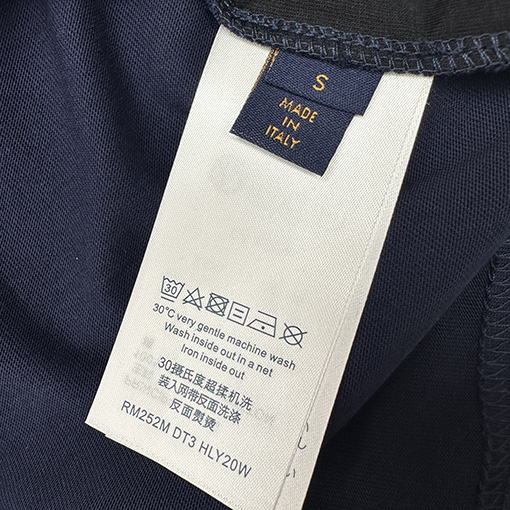 S
MADE
IN
ITALY
30
30°C very gentle machine wash
Wash inside out in a net
Iron inside out
30摄氏度超揉机洗
装入网带反面洗涤
反面熨烫
RM252M DT3 HLY20W